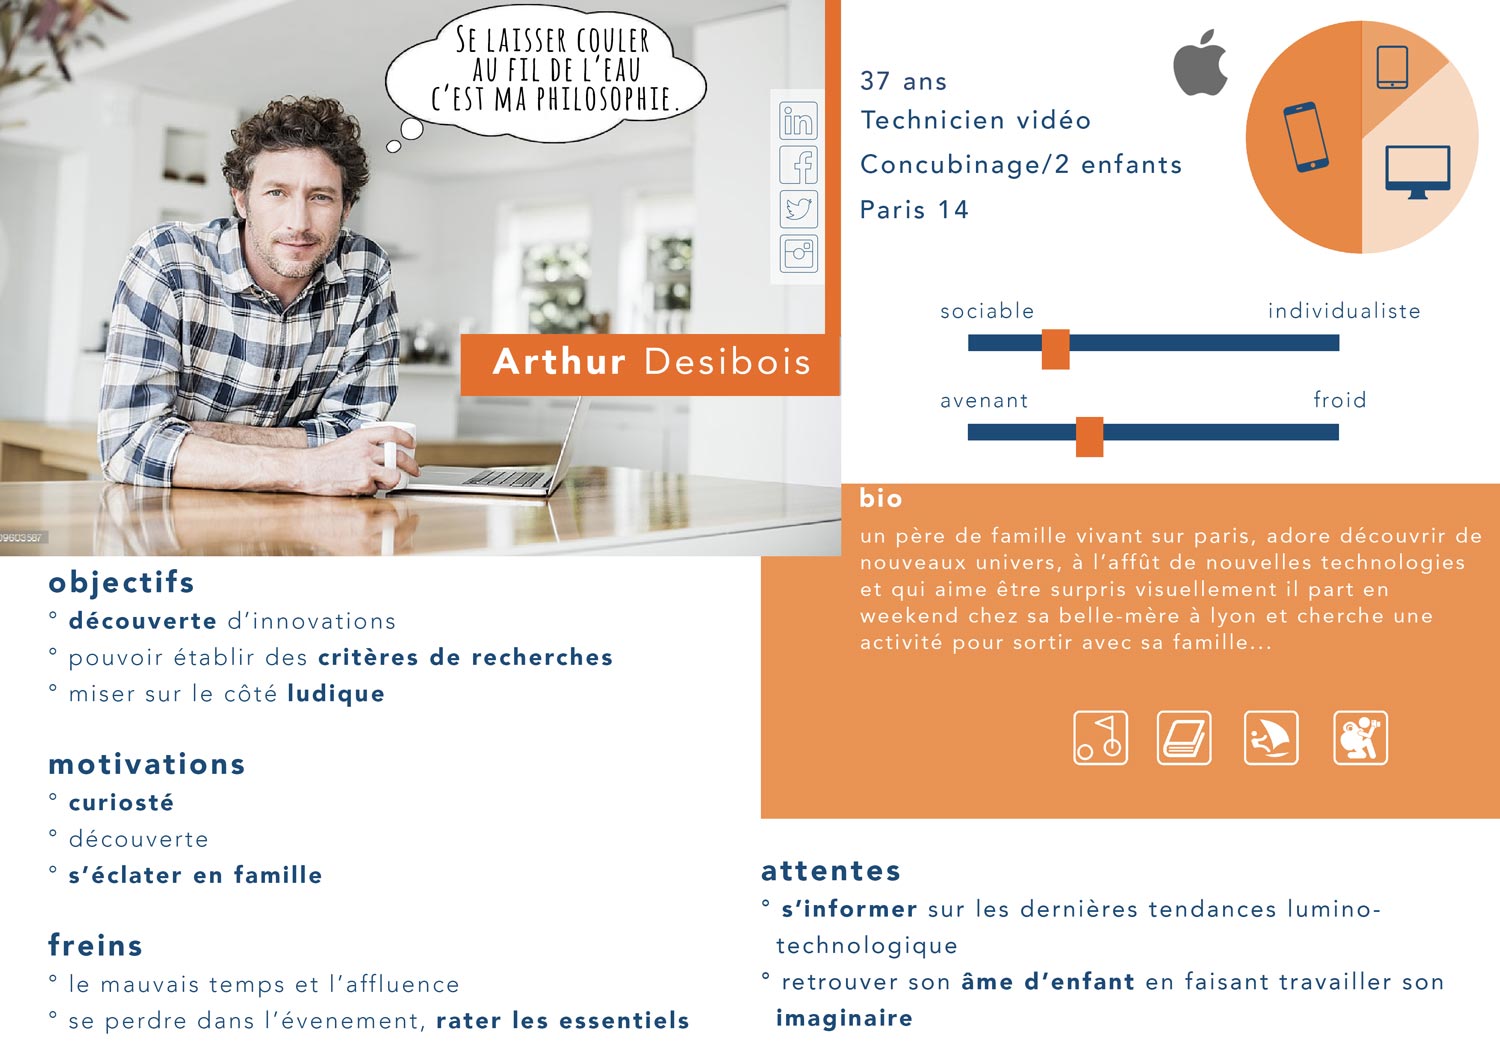 SE LAISSER COULER
AU FIL DE L'EAU
C'EST MA PHILOSOPHIE.
in
f
Arthur Desibois
09603587
37 ans
Technicien vidéo
Concubinage/2 enfants
Paris 14
sociable individualiste
avenant froid
bio
un père de famille vivant sur paris, adore découvrir de
nouveaux univers, à l'affût de nouvelles technologies
et qui aime être surpris visuellement il part en
weekend chez sa belle-mère à lyon et cherche une
activité pour sortir avec sa famille...
objectifs
° découverte d'innovations
° pouvoir établir des critères de recherches
° miser sur le côté ludique
motivations
° curiosté
° découverte
° s'éclater en famille
freins
° le mauvais temps et l'affluence
° se perdre dans l'évenement, rater les essentiels
attentes
° s'informer sur les dernières tendances lumino-
technologique
° retrouver son âme d'enfant en faisant travailler son
imaginaire